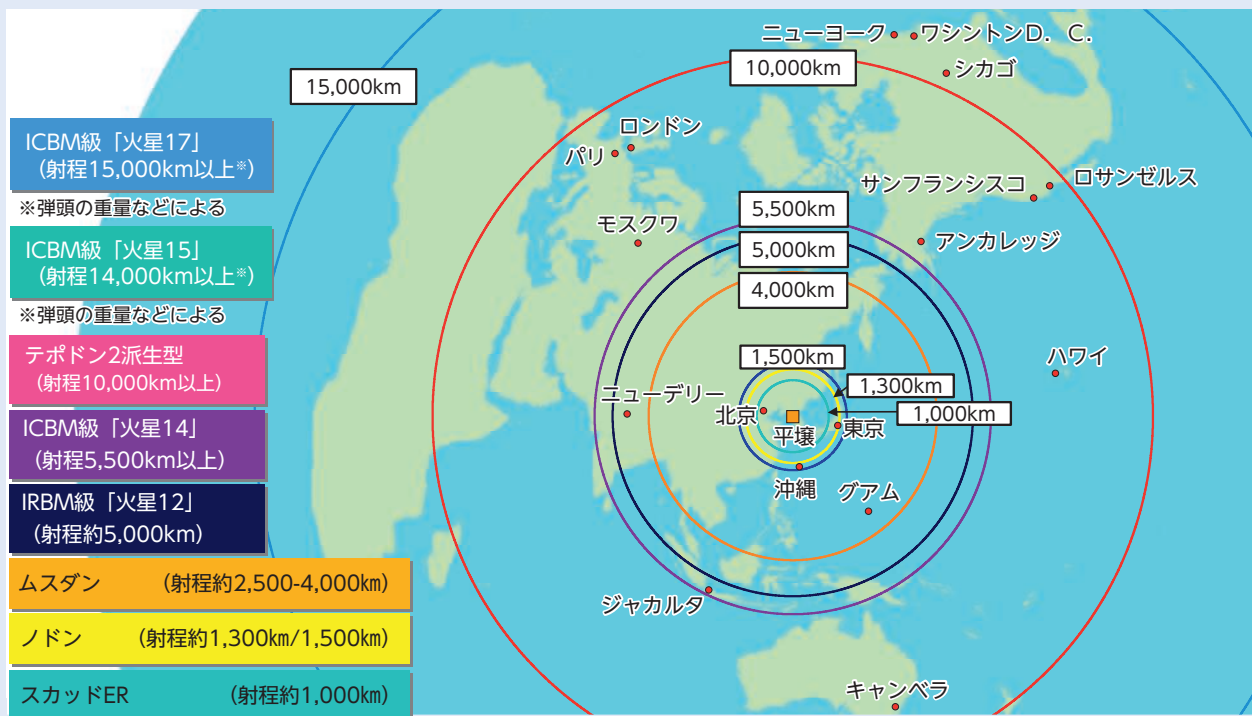 ニューヨーク
ワシントンD．C．
シカゴ
10,000km
15,000km
ロンドン
パリ
ICBM級「火星17」
（射程15,000km以上※）
※弾頭の重量などによる
サンフランシスコ
ロサンゼルス
5,500km
モスクワ
アンカレッジ
5,000km
ICBM級「火星15」
（射程14,000km以上※）
※弾頭の重量などによる
4,000km
テポドン2派生型
（射程10,000km以上）
1,500km
ハワイ
1,300km
ニューデリー
北京
1,000km
平壌
東京
ICBM級「火星14」
（射程5,500km以上）
沖縄
グアム
IRBM級「火星12」
（射程約5,000km）
ムスダン （射程約2,500-4,000㎞）
ジャカルタ
ノドン （射程約1,300㎞/1,500㎞）
スカッドER （射程約1,000㎞）
キャンベラ